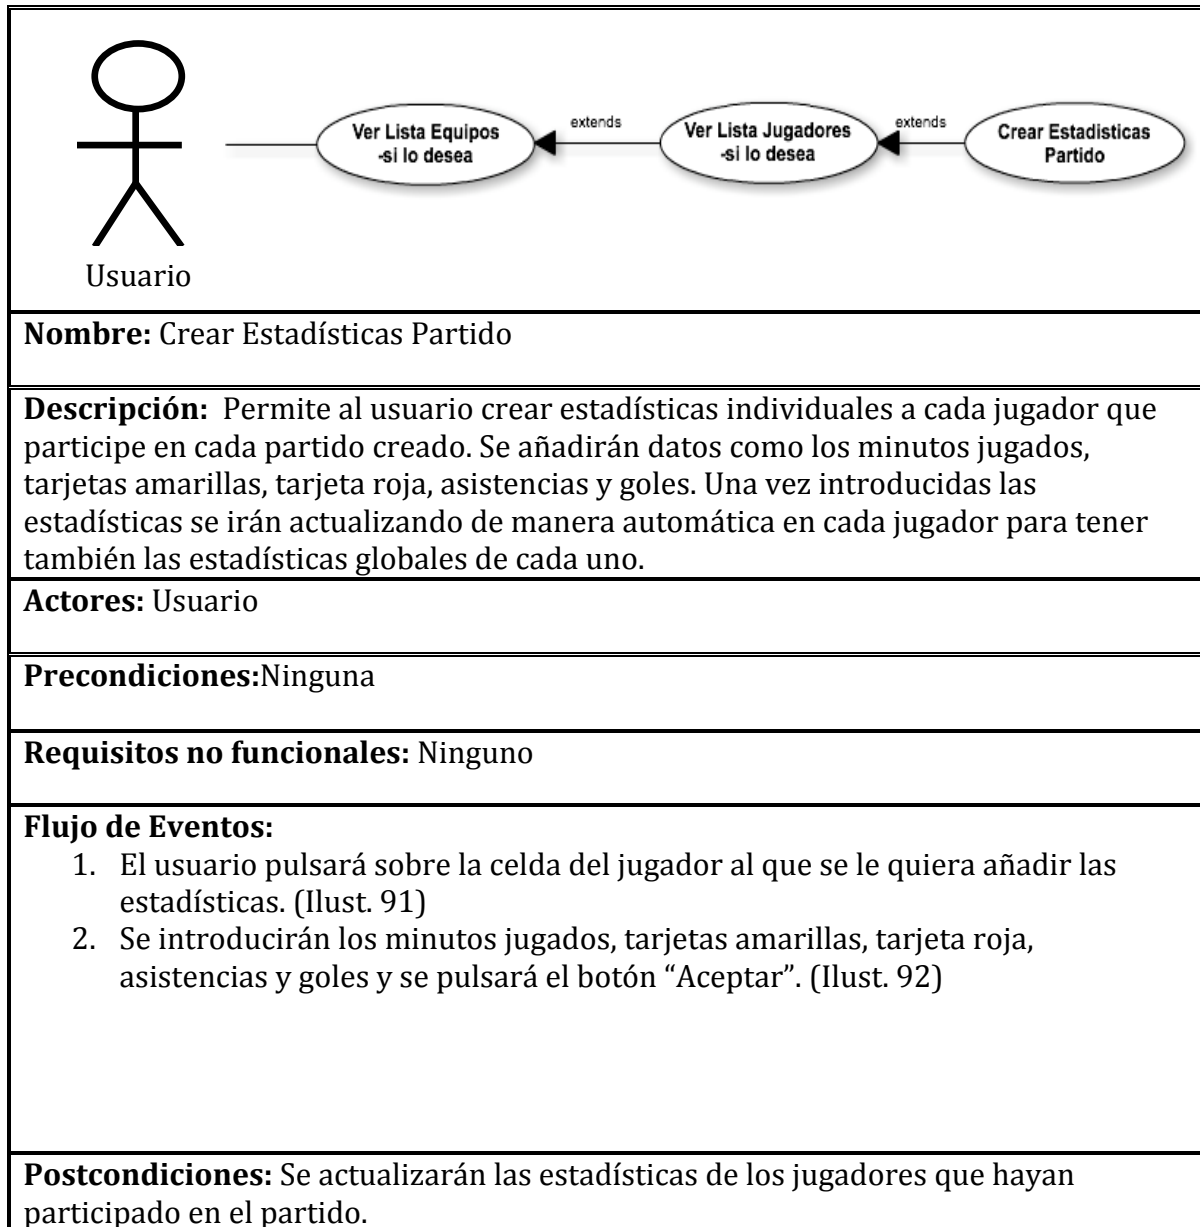 Ver Lista Equipos
-si lo desea
extends
Ver Lista Jugadores
-si lo desea
extends
Crear Estadisticas
Partido
Usuario
Nombre: Crear Estadísticas Partido
Descripción:  Permite al usuario crear estadísticas individuales a cada jugador que
participe en cada partido creado. Se añadirán datos como los minutos jugados,
tarjetas amarillas, tarjeta roja, asistencias y goles. Una vez introducidas las
estadísticas se irán actualizando de manera automática en cada jugador para tener
también las estadísticas globales de cada uno.
Actores: Usuario
Precondiciones:Ninguna
Requisitos no funcionales: Ninguno
Flujo de Eventos:
1. El usuario pulsará sobre la celda del jugador al que se le quiera añadir las
estadísticas. (Ilust. 91)
2. Se introducirán los minutos jugados, tarjetas amarillas, tarjeta roja,
asistencias y goles y se pulsará el botón “Aceptar”. (Ilust. 92)
Postcondiciones: Se actualizarán las estadísticas de los jugadores que hayan
participado en el partido.